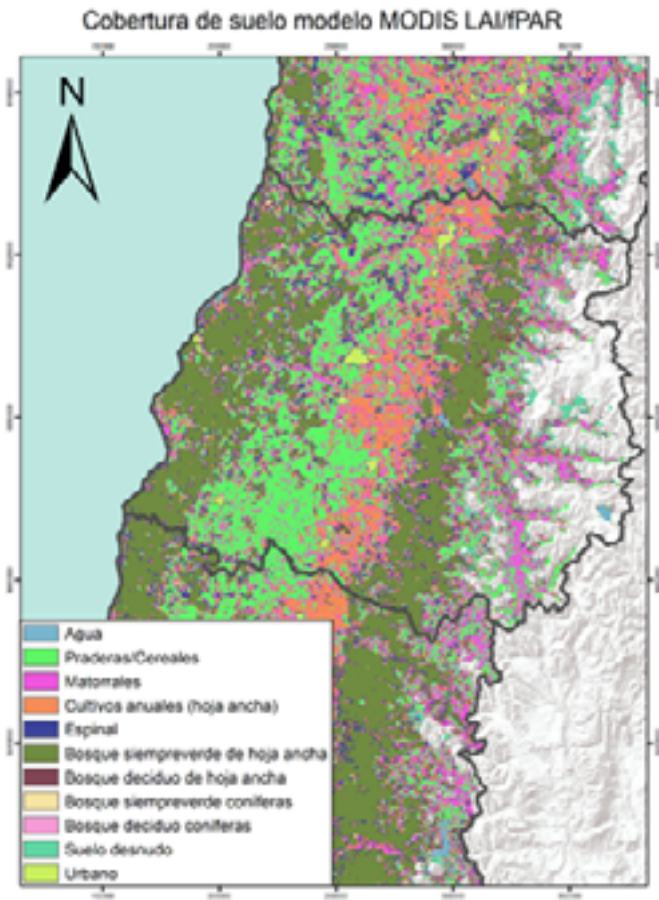 Cobertura de suelo modelo MODIS LAI/fPAR
N
Agua
Praderas/Cereales
Matorrales
Cultivos anuales (hoja ancha)
Espinal
Bosque siempreverde de hoja ancha
Bosque deciduo de hoja ancha
Bosque siempreverde coníferas
Bosque deciduo coníferas
Suelo desnudo
Urbano